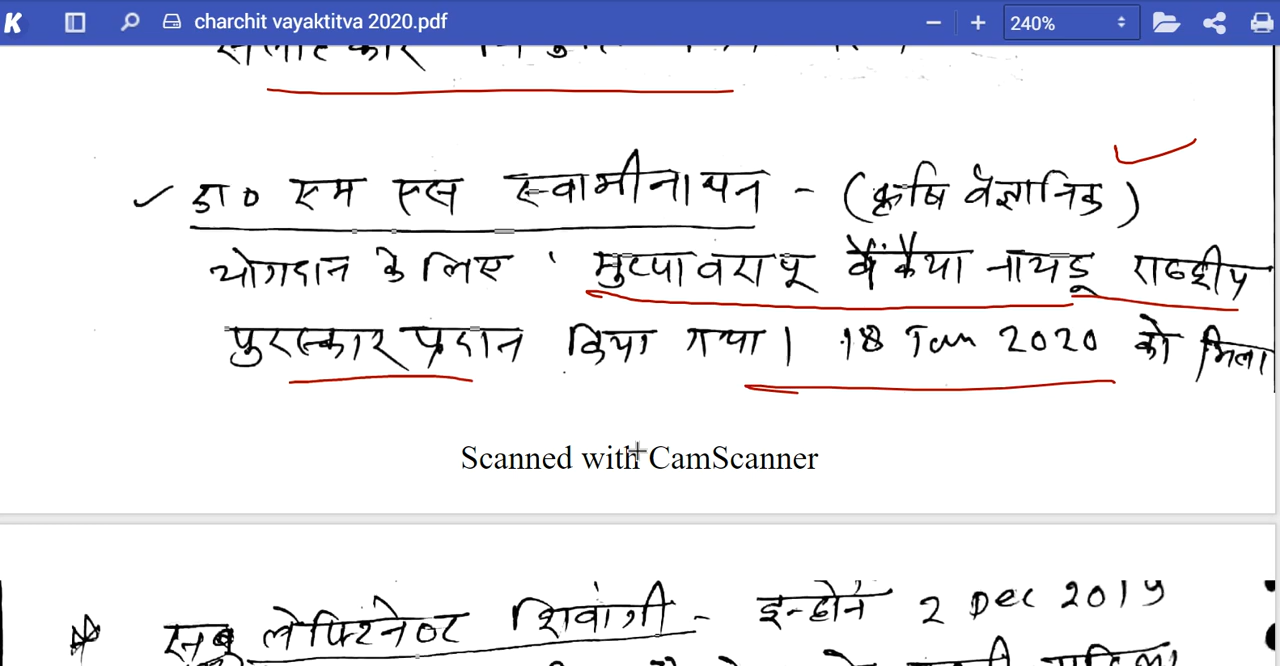 charchit vayaktitva 2020.pdf
240%
डा० एम एस स्वामीनाथन - (कृषि वैज्ञानिक)
योगदान के लिए ' मुप्पावरापू वैंकैया नायडू राष्ट्रीय
पुरस्कार प्रदान किया गया। 18 Jan 2020 को मिला
Scanned with CamScanner
सब लेफ्टिनेण्ट शिवांगी - इन्होंने 2 Dec 2019